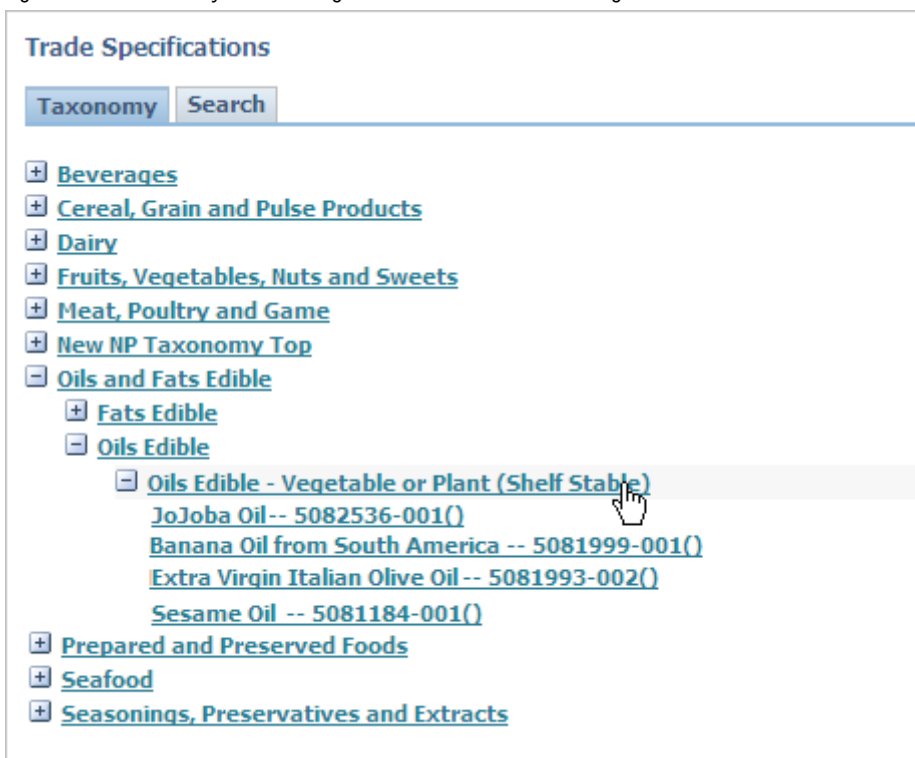 Trade Specifications
Taxonomy Search
Beverages
Cereal, Grain and Pulse Products
Dairy
Fruits, Vegetables, Nuts and Sweets
Meat, Poultry and Game
New NP Taxonomy Top
Oils and Fats Edible
Fats Edible
Oils Edible
Oils Edible - Vegetable or Plant (Shelf Stable)
JoJoba Oil-- 5082536-001()
Banana Oil from South America -- 5081999-001()
Extra Virgin Italian Olive Oil -- 5081993-002()
Sesame Oil -- 5081184-001()
Prepared and Preserved Foods
Seafood
Seasonings, Preservatives and Extracts